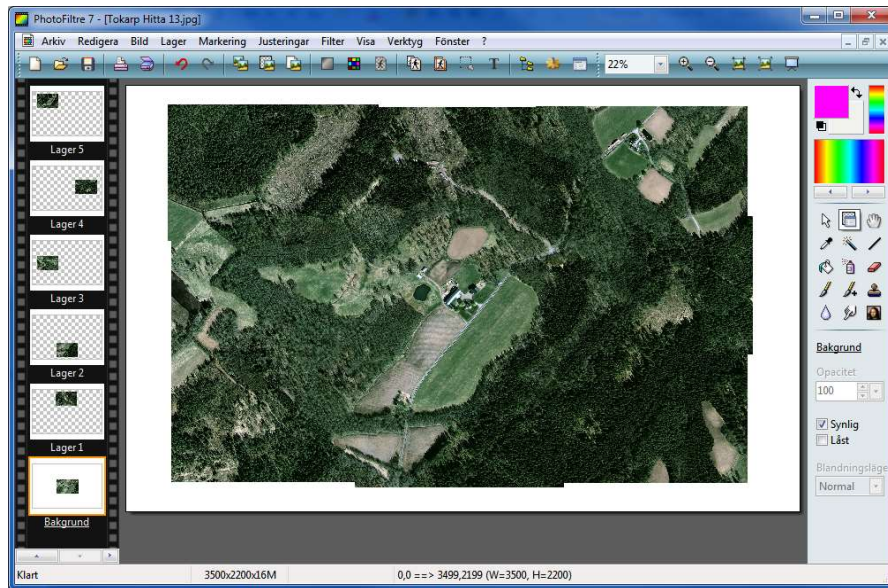 PhotoFiltre 7 - [Tokarp Hitta 13.jpg]
Arkiv Redigera Bild Lager Markering Justeringar Filter Visa Verktyg Fönster ?
22%
Lager 5
Lager 4
Lager 3
Lager 2
Lager 1
Bakgrund
Bakgrund
Opacitet
100
Synlig
Låst
Blandningsläge
Normal
Klart 3500x2200x16M 0,0 ==> 3499,2199 (W=3500, H=2200)